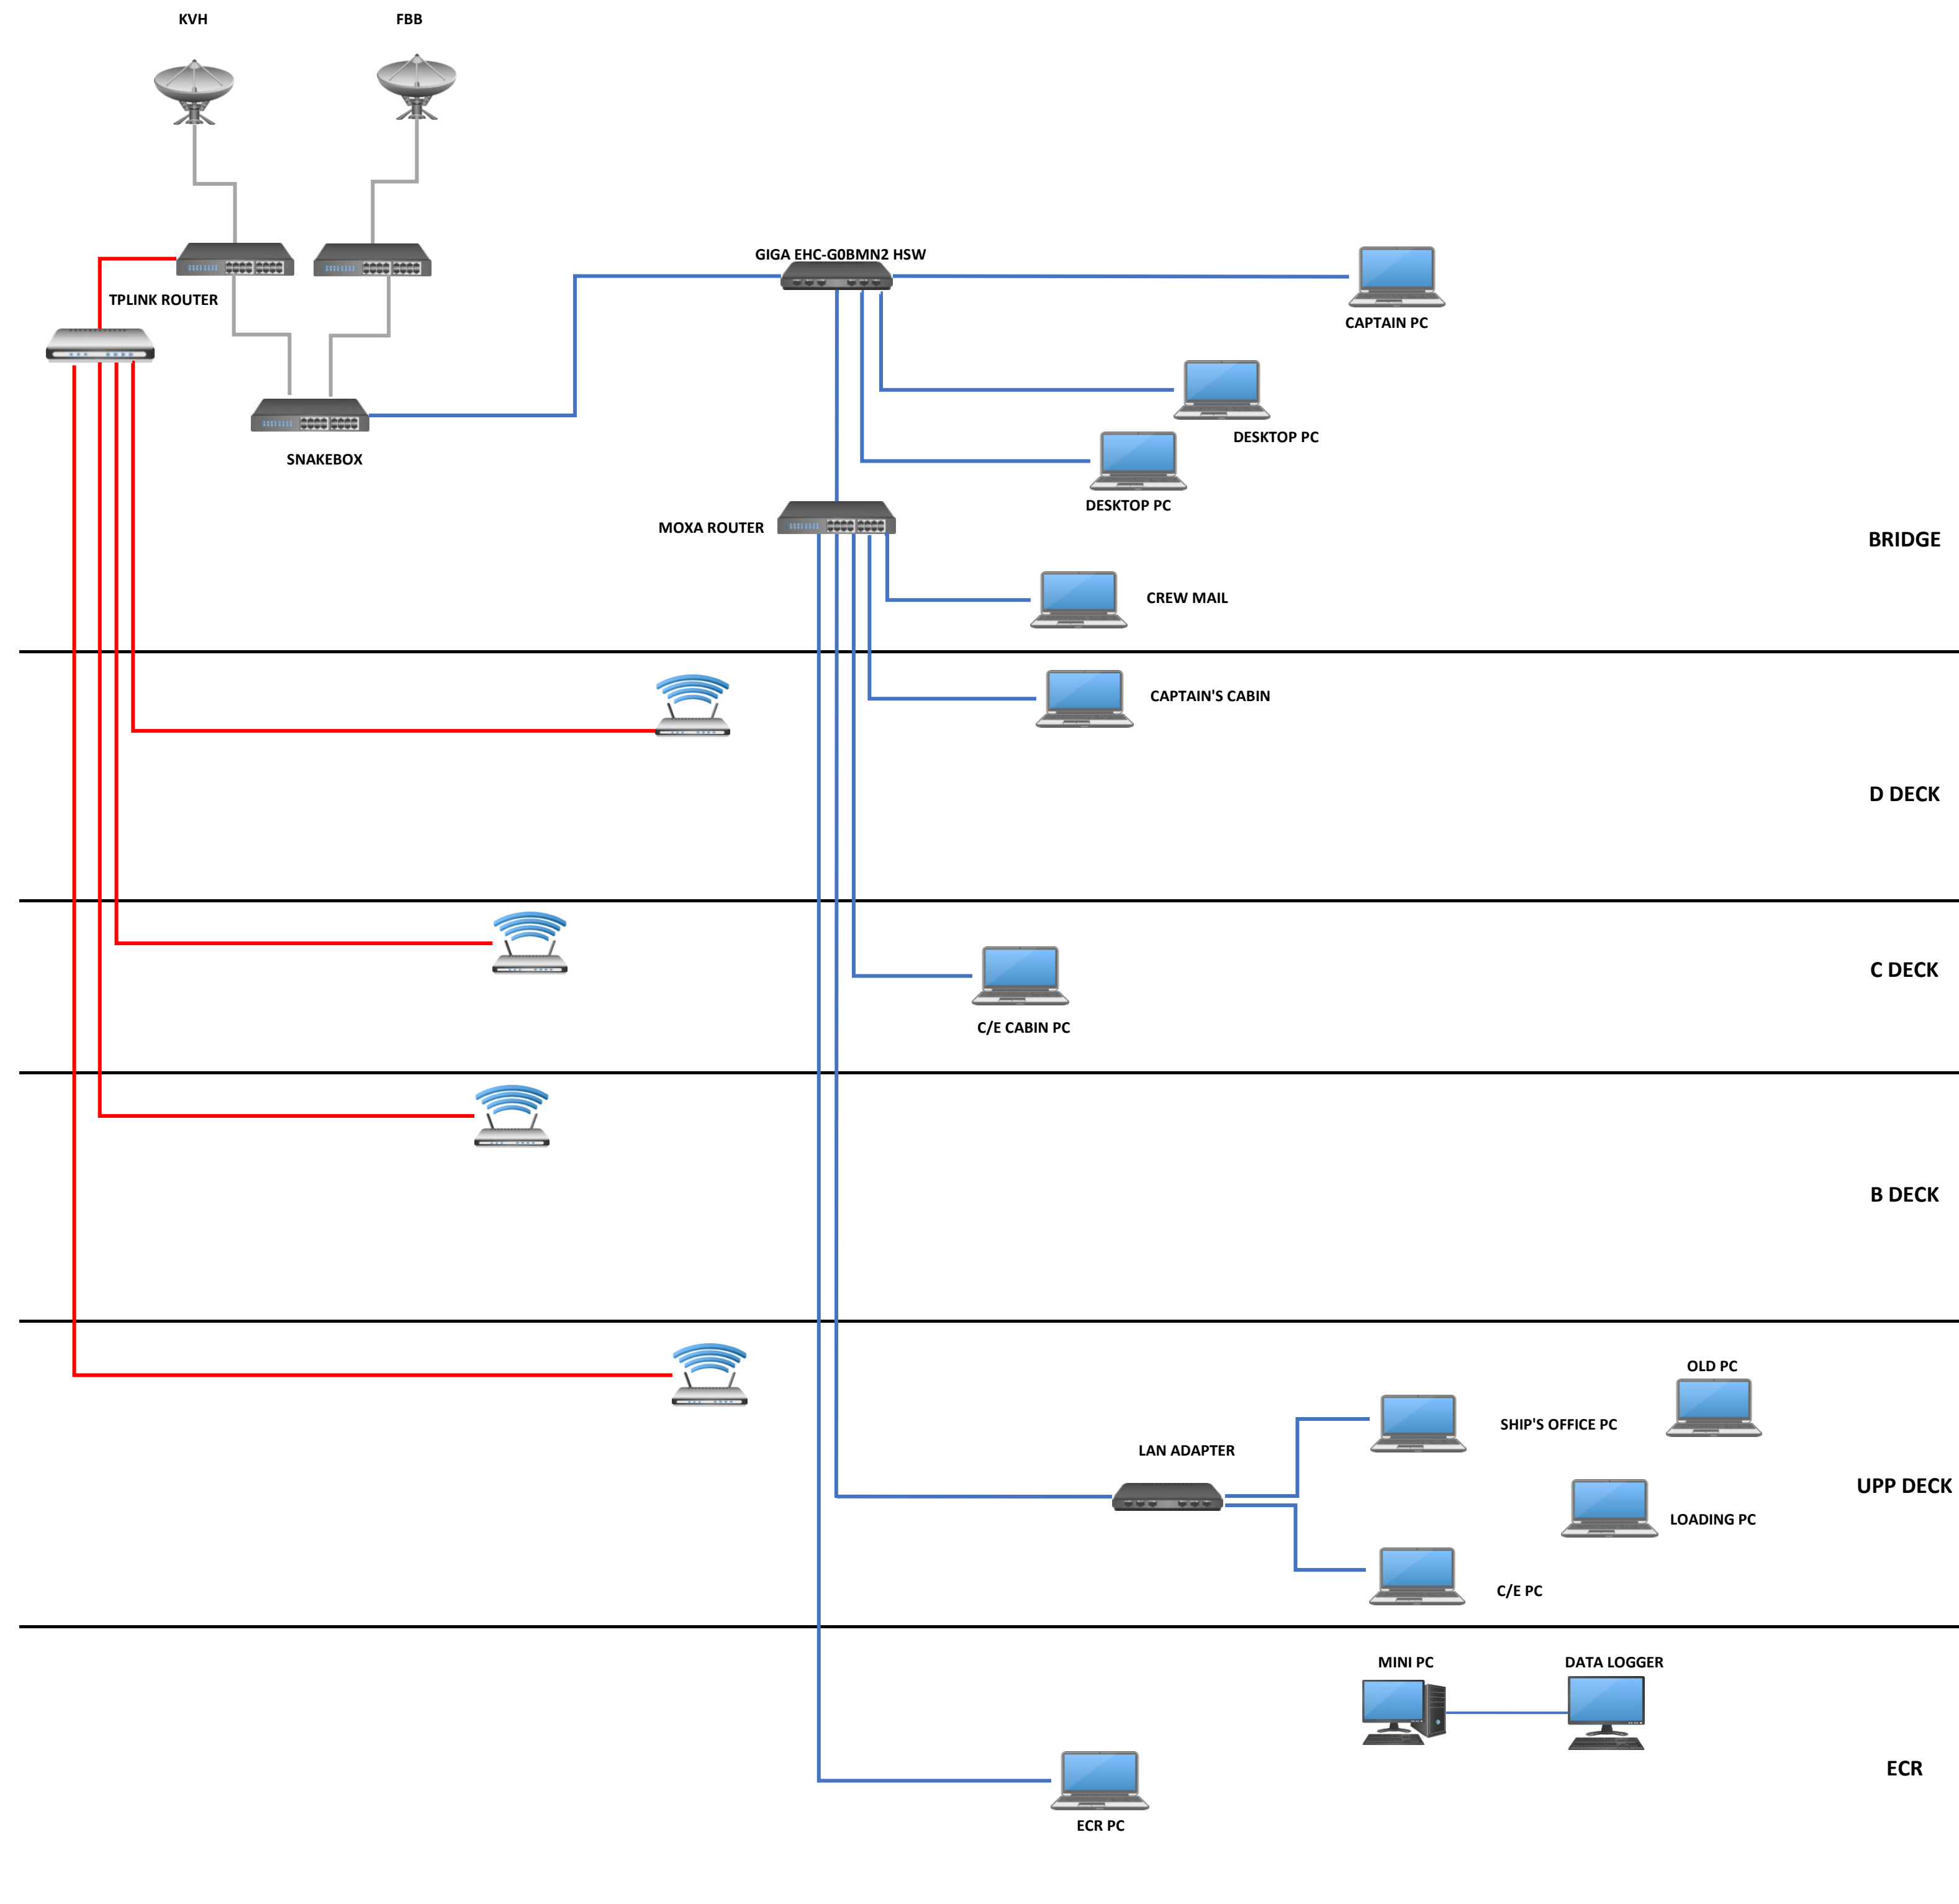 KVH
FBB
GIGA EHC-G0BMN2 HSW
TPLINK ROUTER
CAPTAIN PC
DESKTOP PC
SNAKEBOX
DESKTOP PC
MOXA ROUTER
BRIDGE
CREW MAIL
CAPTAIN'S CABIN
D DECK
C DECK
C/E CABIN PC
B DECK
OLD PC
SHIP'S OFFICE PC
LAN ADAPTER
UPP DECK
LOADING PC
C/E PC
MINI PC
DATA LOGGER
ECR
ECR PC